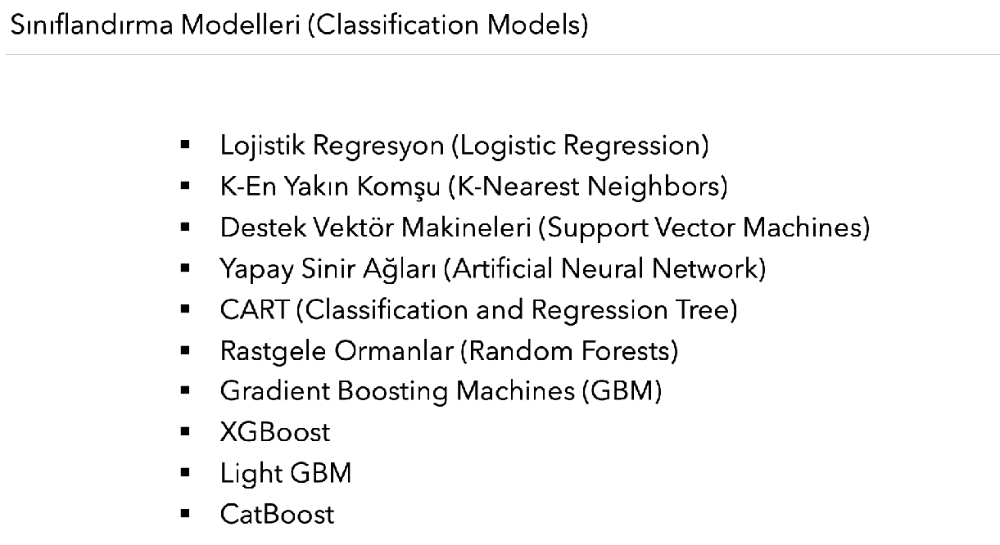 Sınıflandırma Modelleri (Classification Models)
▪ Lojistik Regresyon (Logistic Regression)
▪ K-En Yakın Komşu (K-Nearest Neighbors)
▪ Destek Vektör Makineleri (Support Vector Machines)
▪ Yapay Sinir Ağları (Artificial Neural Network)
▪ CART (Classification and Regression Tree)
▪ Rastgele Ormanlar (Random Forests)
▪ Gradient Boosting Machines (GBM)
▪ XGBoost
▪ Light GBM
▪ CatBoost